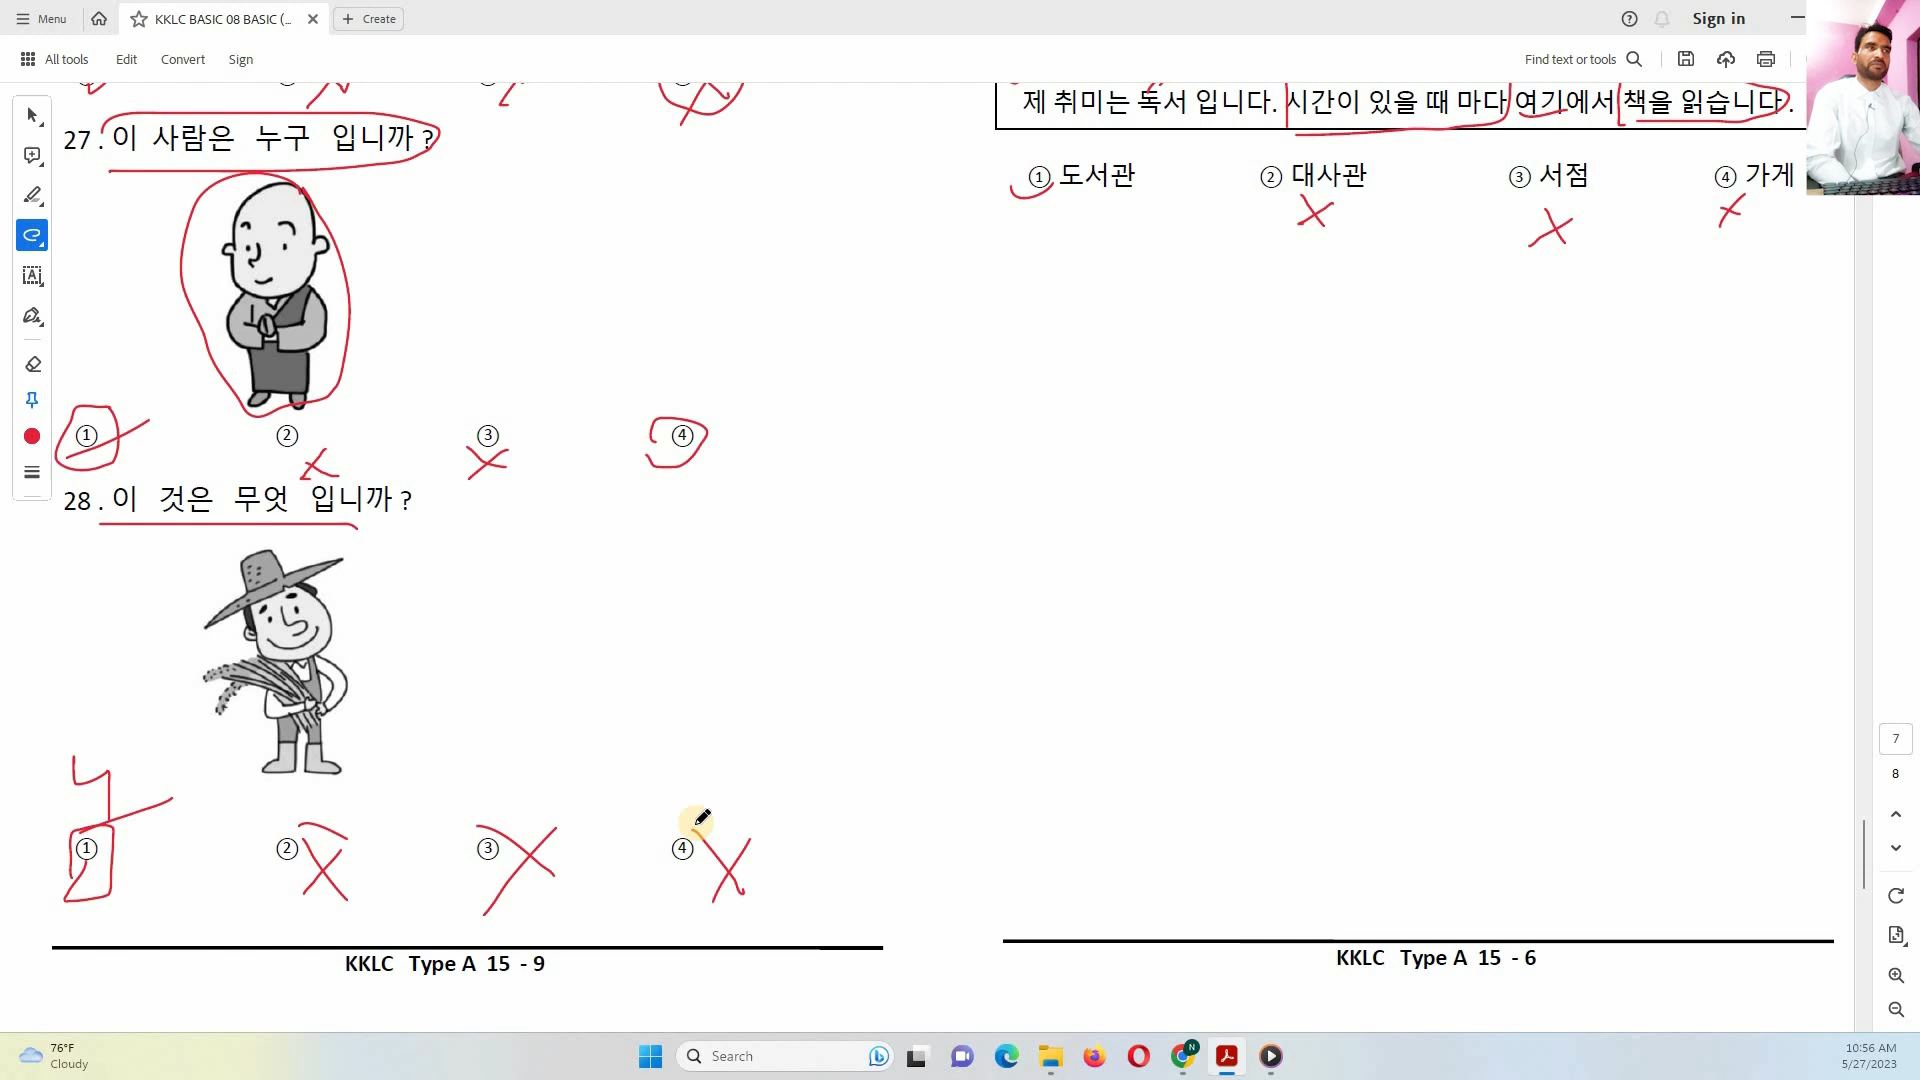 Menu
KKLC BASIC 08 BASIC (...
Create
Sign in
All tools
Edit
Convert
Sign
Find text or tools
27 . 이 사람은 누구 입니까 ?
① ② ③ ④
28 . 이 것은 무엇 입니까 ?
① ② ③ ④
KKLC Type A 15 - 9
제 취미는 독서 입니다. 시간이 있을 때 마다 여기에서 책을 읽습니다 .
① 도서관 ② 대사관 ③ 서점 ④ 가게
KKLC Type A 15 - 6
7
8
76°F
Cloudy
Search
N
10:56 AM
5/27/2023